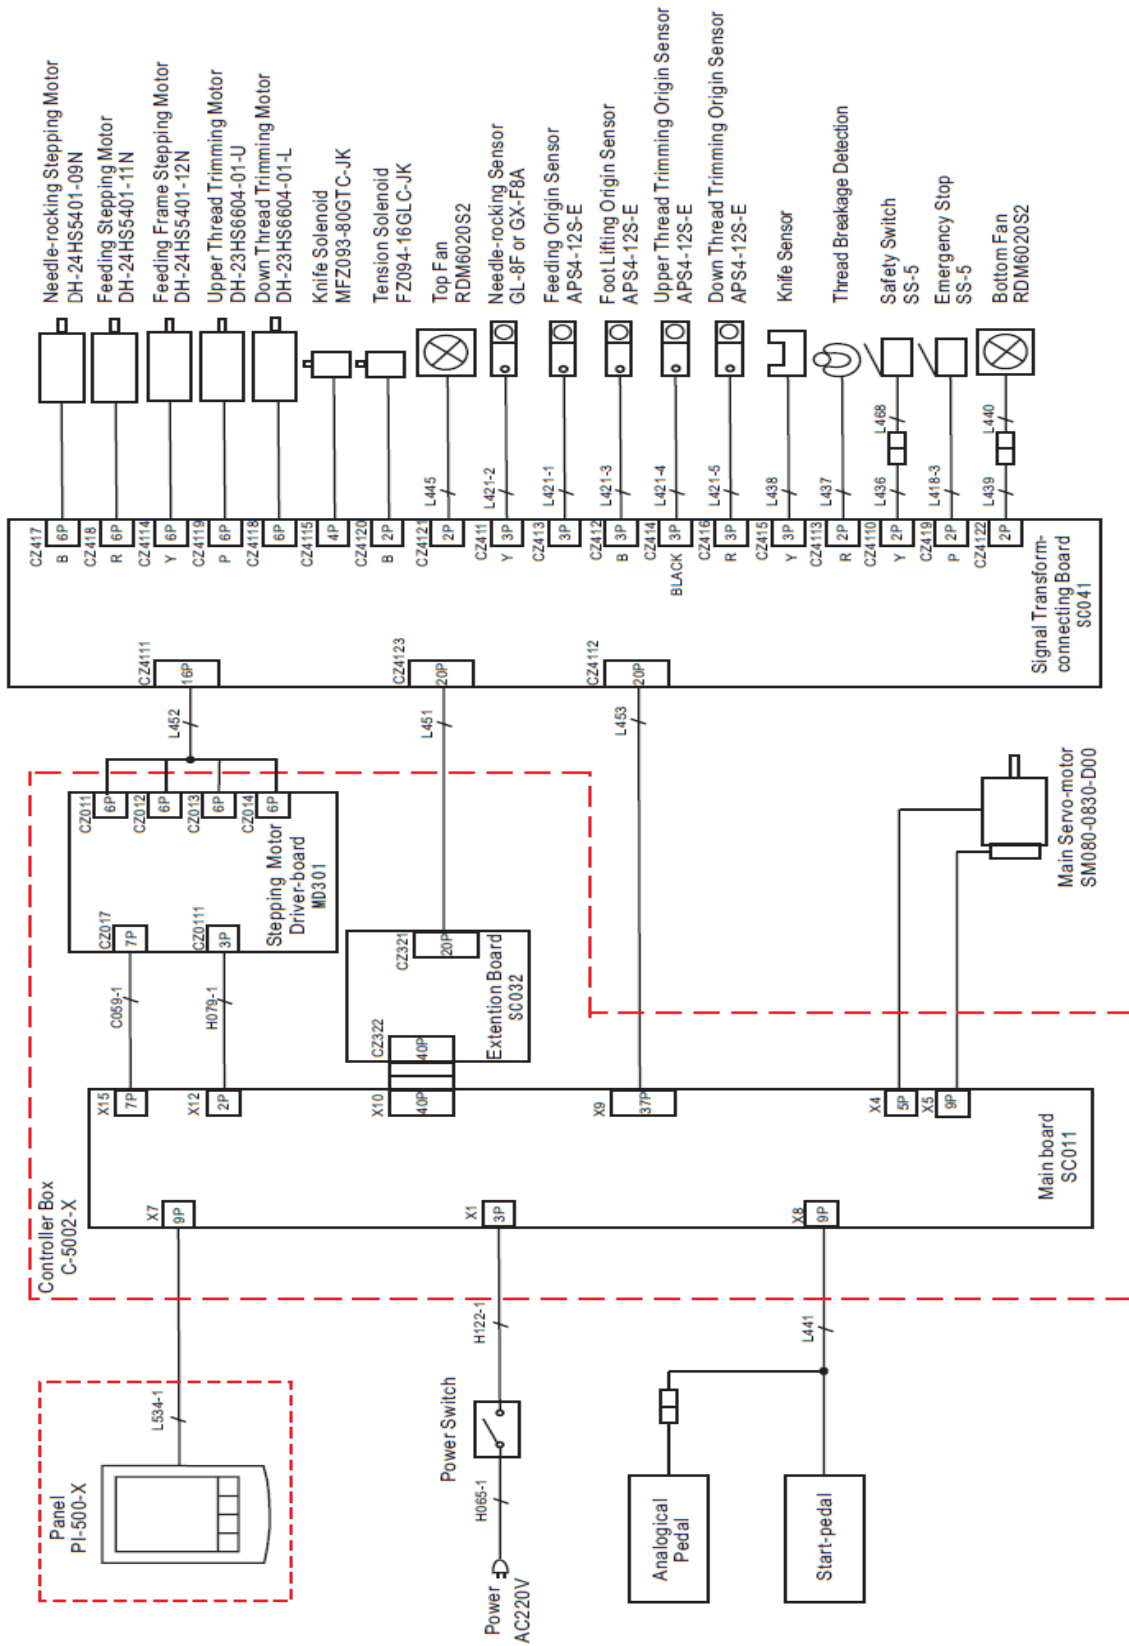 Needle-rocking Stepping Motor
DH-24HS5401-09N
Feeding Stepping Motor
DH-24HS5401-11N
Feeding Frame Stepping Motor
DH-24HS5401-12N
Upper Thread Trimming Motor
DH-23HS6604-01-U
Down Thread Trimming Motor
DH-23HS6604-01-L
Knife Solenoid
MFZ093-80GTC-JK
Tension Solenoid
FZ094-16GLC-JK
Top Fan
RDM6020S2
Needle-rocking Sensor
GL-8F or GX-F8A
Feeding Origin Sensor
APS4-12S-E
Foot Lifting Origin Sensor
APS4-12S-E
Upper Thread Trimming Origin Sensor
APS4-12S-E
Down Thread Trimming Origin Sensor
APS4-12S-E
Knife Sensor
Thread Breakage Detection
Safety Switch
SS-5
Emergency Stop
SS-5
Bottom Fan
RDM6020S2
L445
L421-2
L421-1
L421-3
L421-4
L421-5
L438
L437
L436
L468
L418-3
L439
L440
CZ417
B
6P
CZ418
R
6P
CZ4114
Y
6P
CZ4119
P
6P
CZ4118
6P
CZ4115
4P
CZ4120
B
2P
CZ4121
2P
CZ411
Y
3P
CZ413
3P
CZ412
B
3P
CZ414
BLACK
3P
CZ416
R
3P
CZ415
Y
3P
CZ4113
R
2P
CZ4110
Y
2P
CZ419
P
2P
CZ4122
2P
CZ4111
16P
CZ4123
20P
CZ4112
20P
Signal Transform-
connecting Board
SC041
L452
L451
L453
CZ011
6P
CZ012
6P
CZ013
6P
CZ014
6P
Stepping Motor
Driver-board
MD301
CZ017
7P
CZ0111
3P
C059-1
H079-1
CZ321
20P
Extention Board
SC032
CZ322
40P
Main Servo-motor
SM080-0830-D00
X15
7P
X12
2P
X10
40P
X9
37P
X4
5P
X5
9P
Main board
SC011
X7
9P
X1
3P
X8
9P
Controller Box
C-5002-X
L534-1
H122-1
L441
Panel
PI-500-X
Power Switch
H065-1
Power
AC220V
Analogical
Pedal
Start-pedal